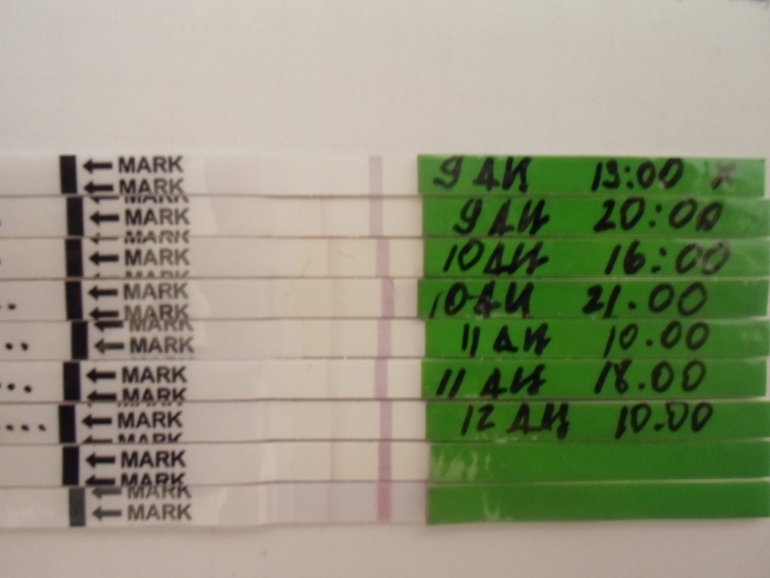 ← MARK 9 ДЦ 19:00 x
← MARK
MARK
← MARK 9 ДЦ 20:00
← MARK
← MARK 10 ДЦ 16:00
MARK
← MARK 10 ДЦ 21.00
MARK
MARK
← MARK 11 ДЦ 10.00
← MARK 11 ДЦ 18.00
MARK
← MARK 12 ДЦ 10.00
MARK
← MARK
← MARK
← MARK
← MARK